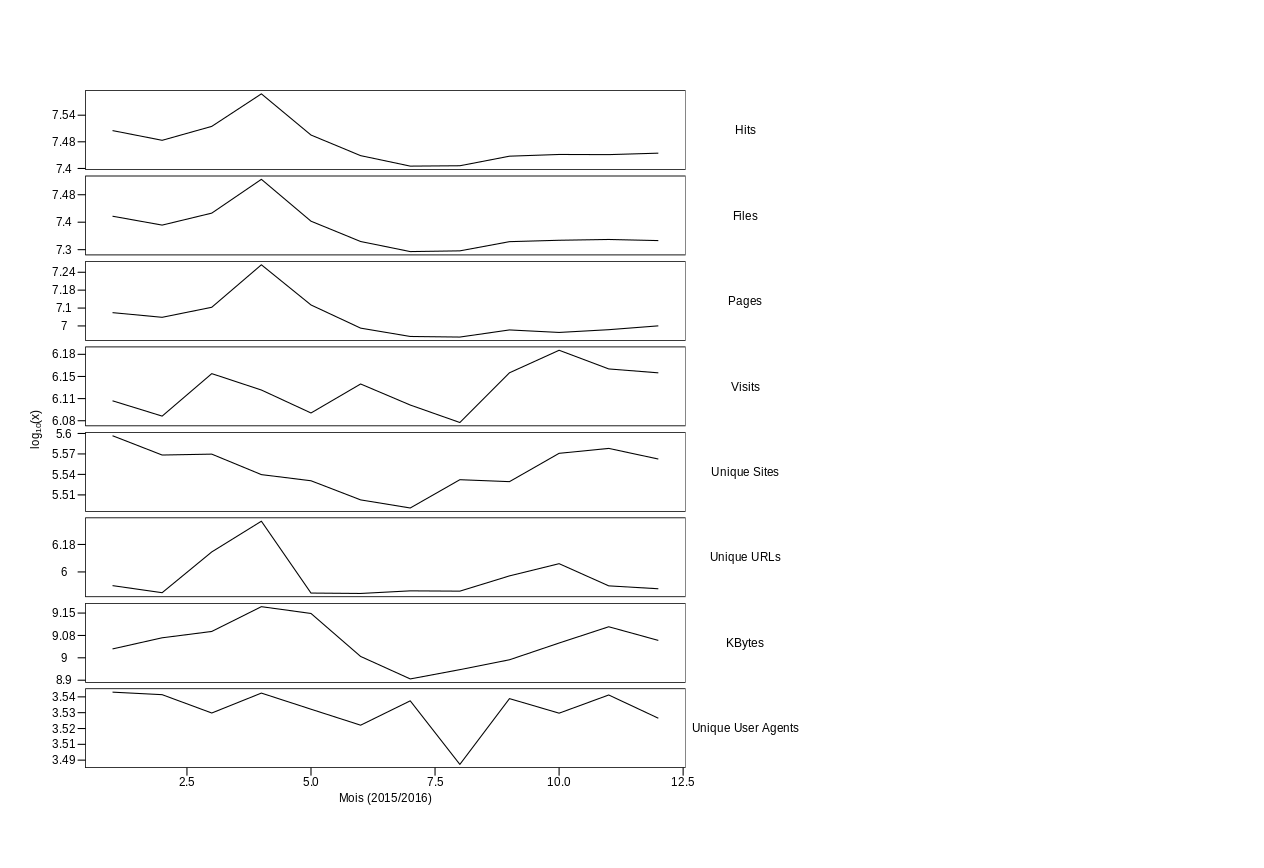 7.54
7.48
7.4
Hits
7.48
7.4
7.3
Files
7.24
7.18
7.1
7
Pages
6.18
6.15
6.11
6.08
Visits
log₁₀(x)
5.6
5.57
5.54
5.51
Unique Sites
6.18
6
Unique URLs
9.15
9.08
9
8.9
KBytes
3.54
3.53
3.52
3.51
3.49
Unique User Agents
2.5 5.0 7.5 10.0 12.5
Mois (2015/2016)